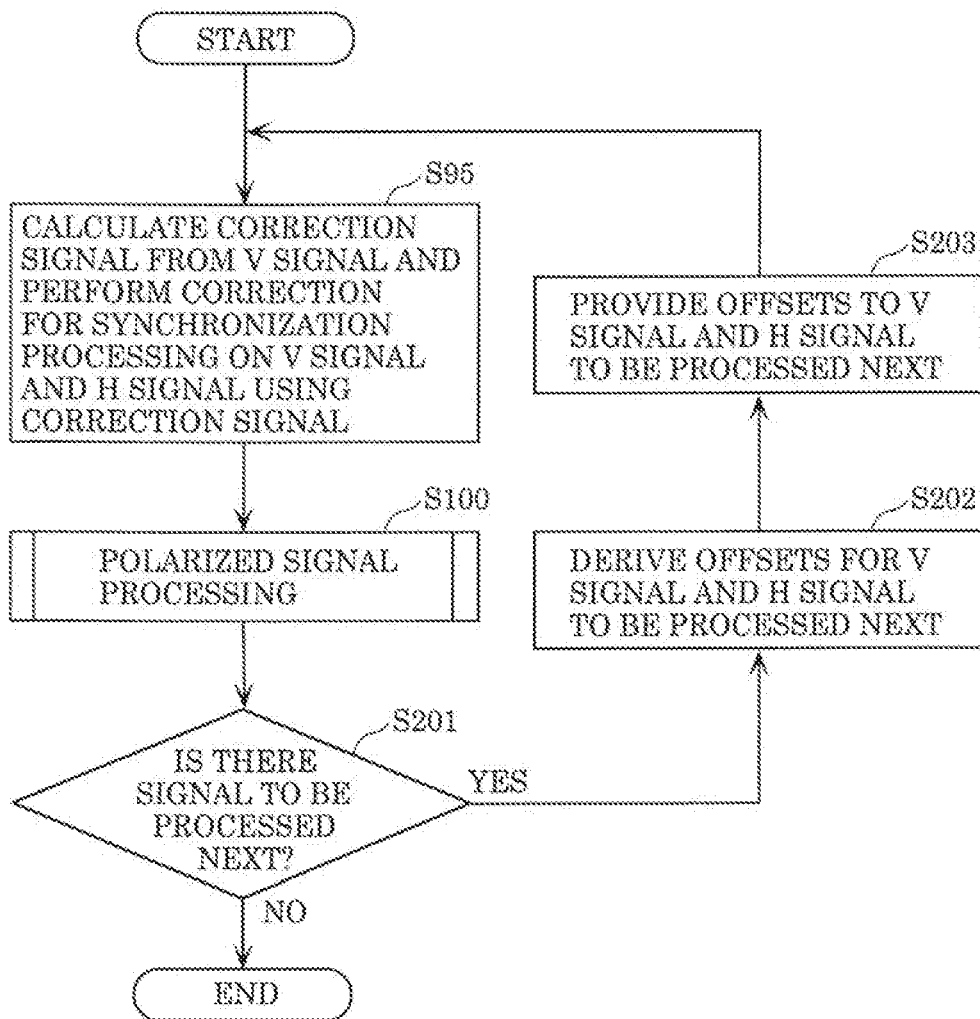 START
S95
CALCULATE CORRECTION
SIGNAL FROM V SIGNAL AND
PERFORM CORRECTION
FOR SYNCHRONIZATION
PROCESSING ON V SIGNAL
AND H SIGNAL USING
CORRECTION SIGNAL
S100
POLARIZED SIGNAL
PROCESSING
S201
IS THERE
SIGNAL TO BE
PROCESSED
NEXT?
YES
NO
END
S202
DERIVE OFFSETS FOR V
SIGNAL AND H SIGNAL
TO BE PROCESSED NEXT
S203
PROVIDE OFFSETS TO V
SIGNAL AND H SIGNAL
TO BE PROCESSED NEXT